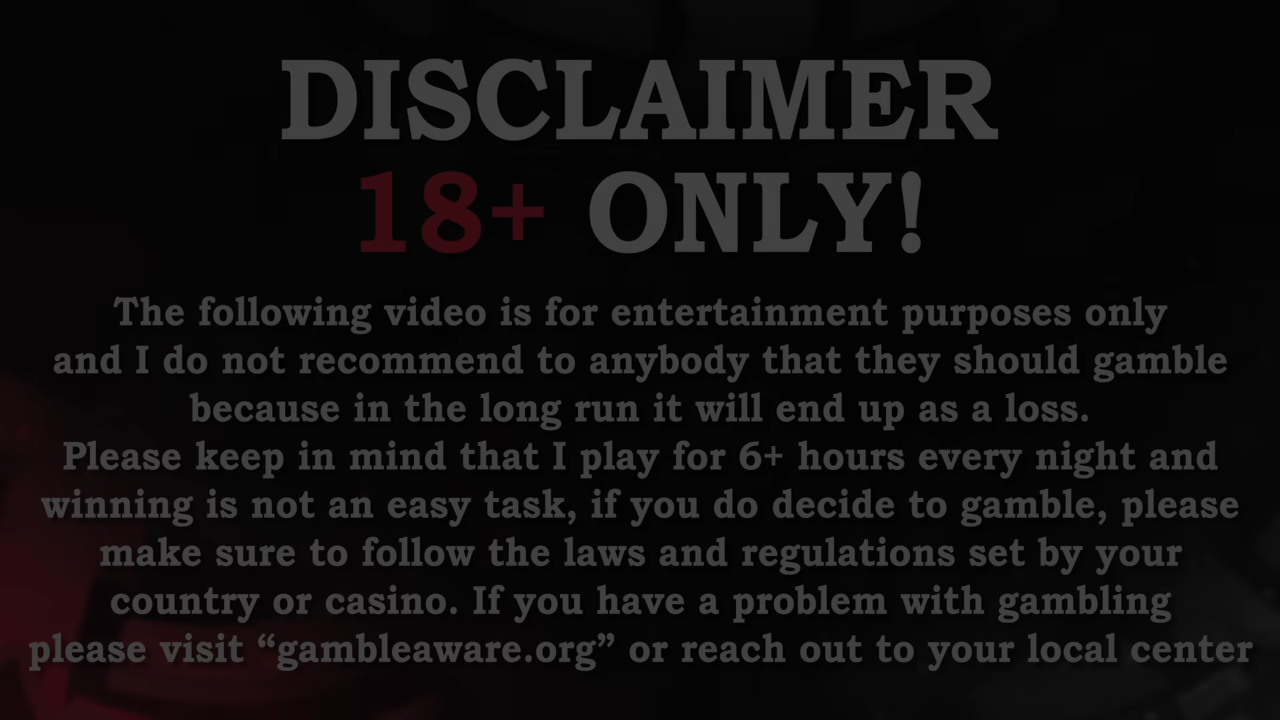 DISCLAIMER
18+ ONLY!
The following video is for entertainment purposes only
and I do not recommend to anybody that they should gamble
because in the long run it will end up as a loss.
Please keep in mind that I play for 6+ hours every night and
winning is not an easy task, if you do decide to gamble, please
make sure to follow the laws and regulations set by your
country or casino. If you have a problem with gambling
please visit “gambleaware.org” or reach out to your local center